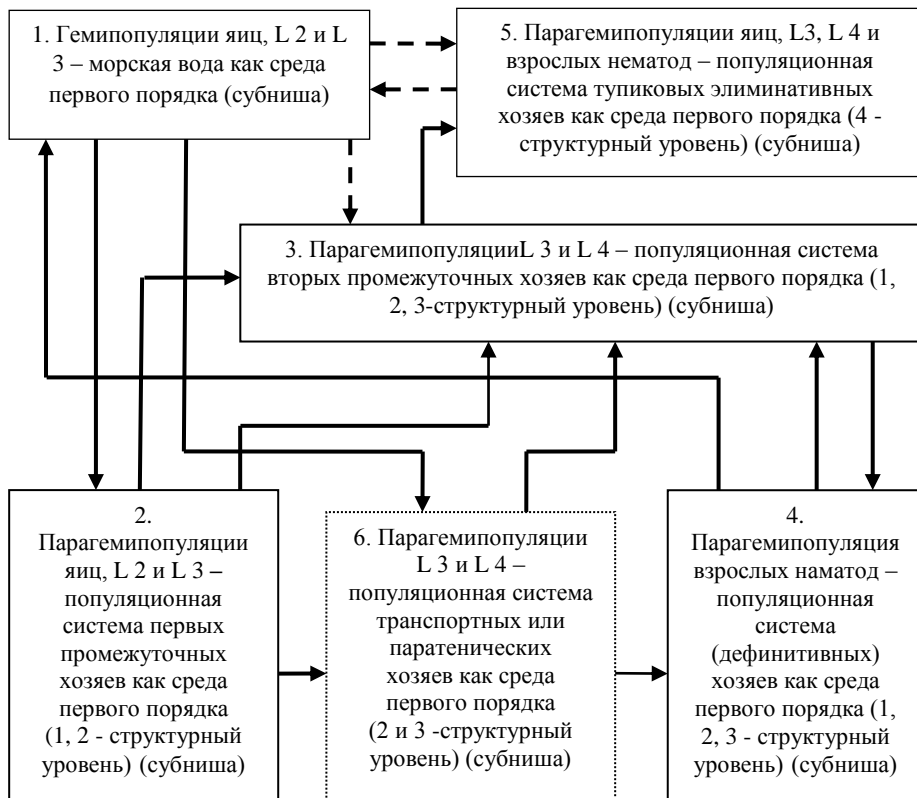 1. Гемипопуляции яиц, L 2 и L
3 – морская вода как среда
первого порядка (субниша)
5. Парагемипопуляции яиц, L3, L 4 и
взрослых нематод – популяционная
система тупиковых элиминативных
хозяев как среда первого порядка (4 -
структурный уровень) (субниша)
3. ПарагемипопуляцииL 3 и L 4 – популяционная система
вторых промежуточных хозяев как среда первого порядка (1,
2, 3-структурный уровень) (субниша)
2.
Парагемипопуляции
яиц, L 2 и L 3 –
популяционная
система первых
промежуточных
хозяев как среда
первого порядка
(1, 2 - структурный
уровень) (субниша)
6. Парагемипопуляции
L 3 и L 4 –
популяционная система
транспортных или
паратенических
хозяев как среда
первого порядка
(2 и 3 -структурный
уровень) (субниша)
4.
Парагемипопуляция
взрослых наматод –
популяционная
система
(дефинитивных)
хозяев как среда
первого порядка (1,
2, 3 - структурный
уровень) (субниша)